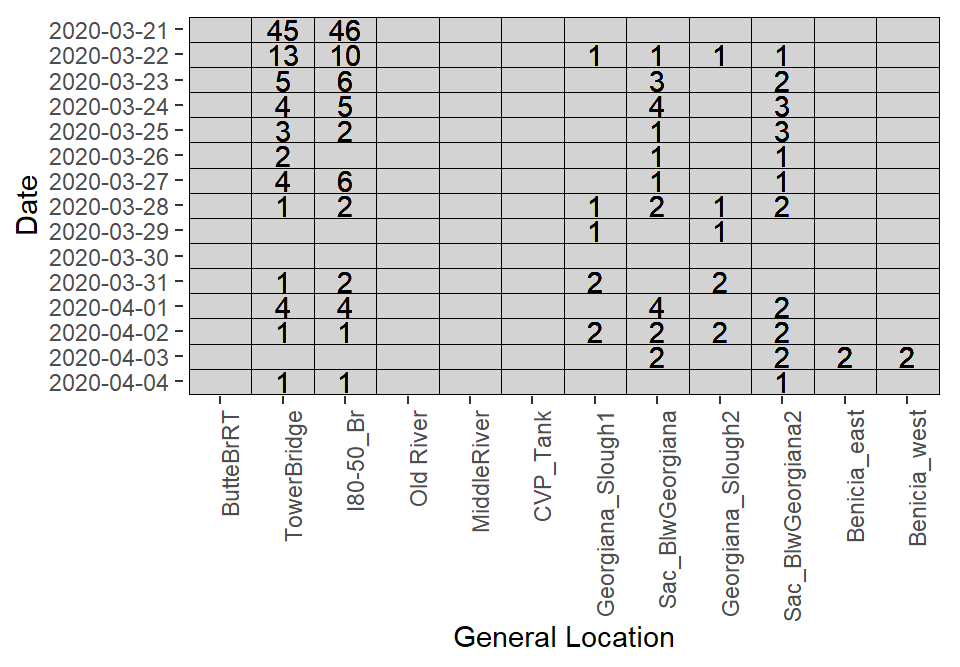 2020-03-21 45 46
2020-03-22 13 10 1 1 1 1
2020-03-23 5 6 3 2
2020-03-24 4 5 4 3
2020-03-25 3 2 1 3
2020-03-26 2 1 1
2020-03-27 4 6 1 1
2020-03-28 1 2 1 2 1 2
2020-03-29 1 1
2020-03-30
2020-03-31 1 2 2 2
2020-04-01 4 4 4 2
2020-04-02 1 1 2 2 2 2
2020-04-03 2 2 2 2
2020-04-04 1 1 1
Date
ButteBrRT
TowerBridge
I80-50_Br
Old River
MiddleRiver
CVP_Tank
Georgiana_Slough1
Sac_BlwGeorgiana
Georgiana_Slough2
Sac_BlwGeorgiana2
Benicia_east
Benicia_west
General Location